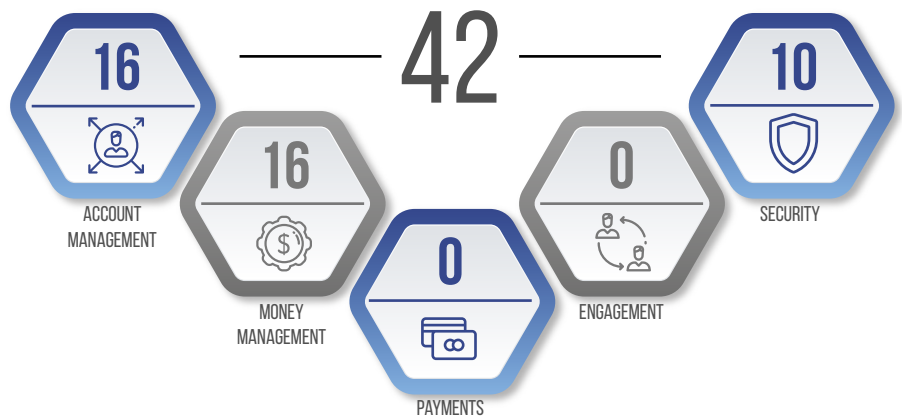 42
16
ACCOUNT
MANAGEMENT
16
$
MONEY
MANAGEMENT
0
PAYMENTS
0
ENGAGEMENT
10
SECURITY